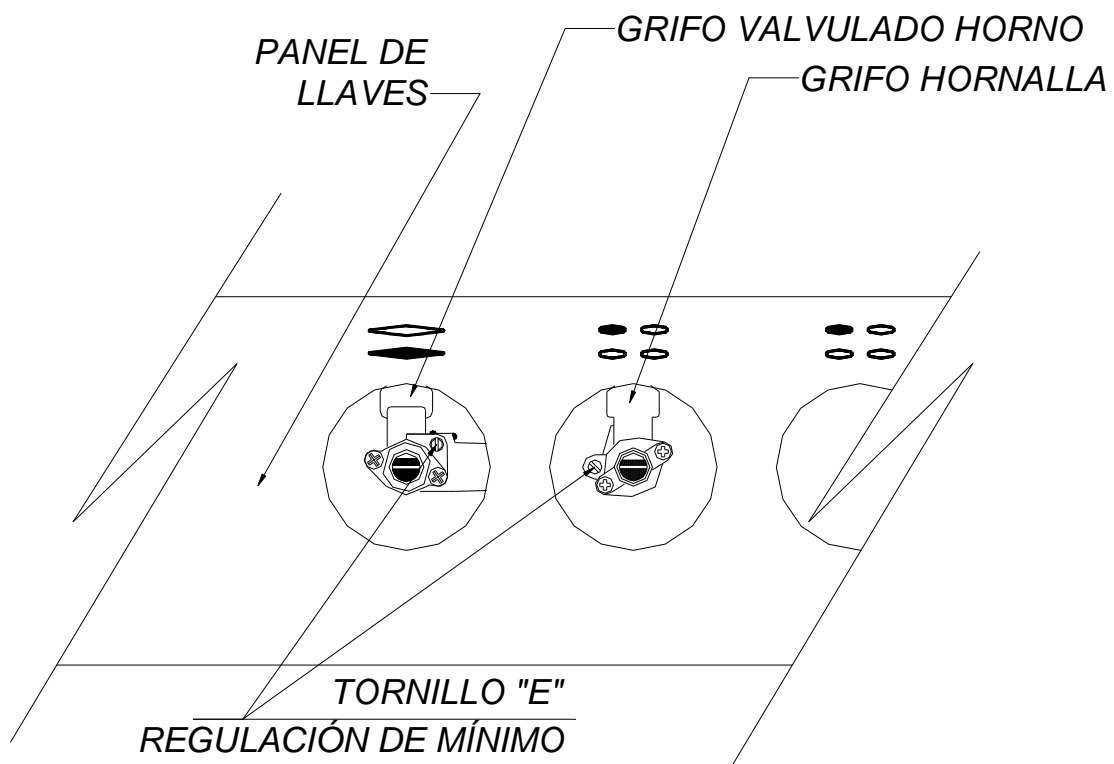 GRIFO VALVULADO HORNO
PANEL DE
LLAVES
GRIFO HORNALLA
TORNILLO "E"
REGULACIÓN DE MÍNIMO